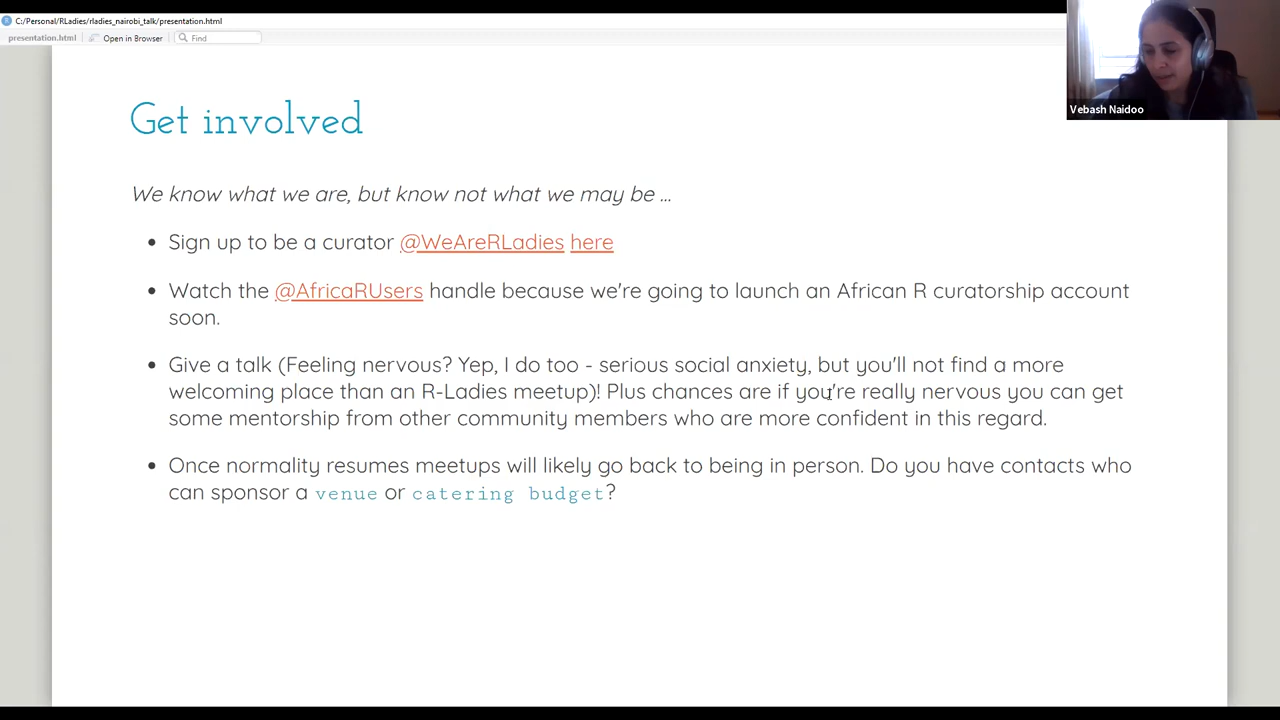 C:/Personal/RLadies/rladies_nairobi_talk/presentation.html
presentation.html
Open in Browser
Find
Vebash Naidoo
Get involved
We know what we are, but know not what we may be ...
Sign up to be a curator @WeAreRLadies here
Watch the @AfricaRUsers handle because we're going to launch an African R curatorship account
soon.
Give a talk (Feeling nervous? Yep, I do too - serious social anxiety, but you'll not find a more
welcoming place than an R-Ladies meetup)! Plus chances are if you're really nervous you can get
some mentorship from other community members who are more confident in this regard.
Once normality resumes meetups will likely go back to being in person. Do you have contacts who
can sponsor a venue or catering budget?